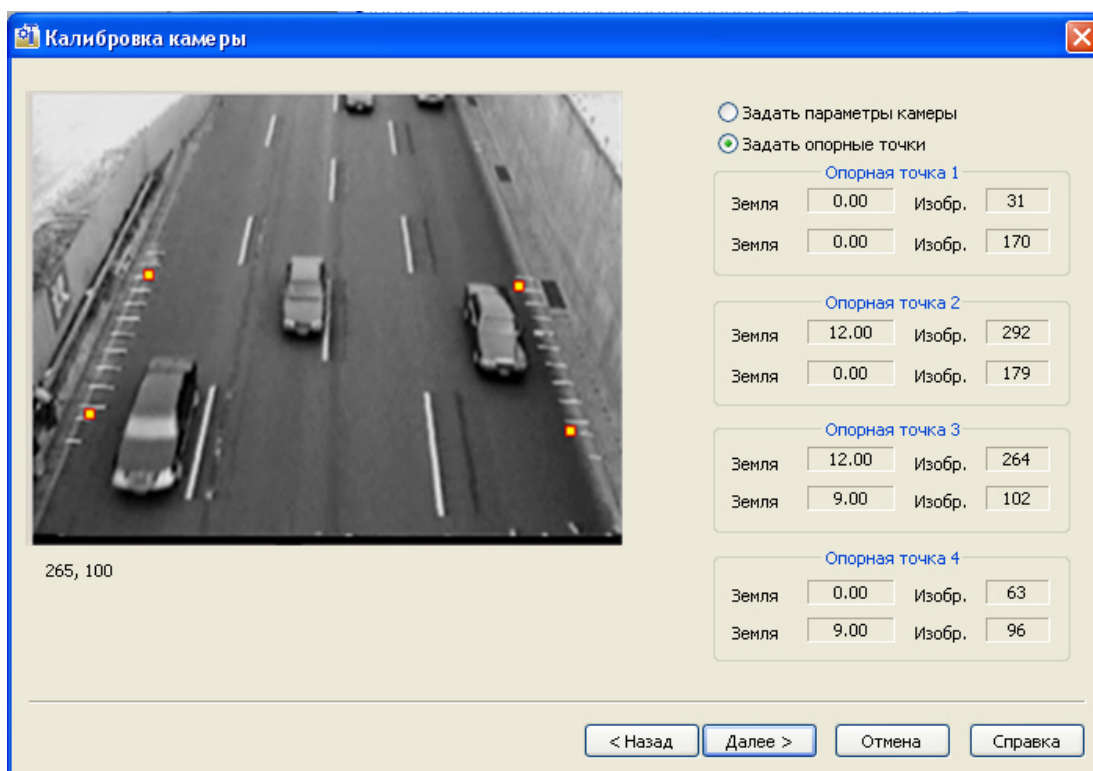 Калибровка камеры
Задать параметры камеры
Задать опорные точки
Опорная точка 1
Земля 0.00 Изобр. 31
Земля 0.00 Изобр. 170
Опорная точка 2
Земля 12.00 Изобр. 292
Земля 0.00 Изобр. 179
Опорная точка 3
Земля 12.00 Изобр. 264
Земля 9.00 Изобр. 102
Опорная точка 4
Земля 0.00 Изобр. 63
Земля 9.00 Изобр. 96
265, 100
< Назад Далее > Отмена Справка